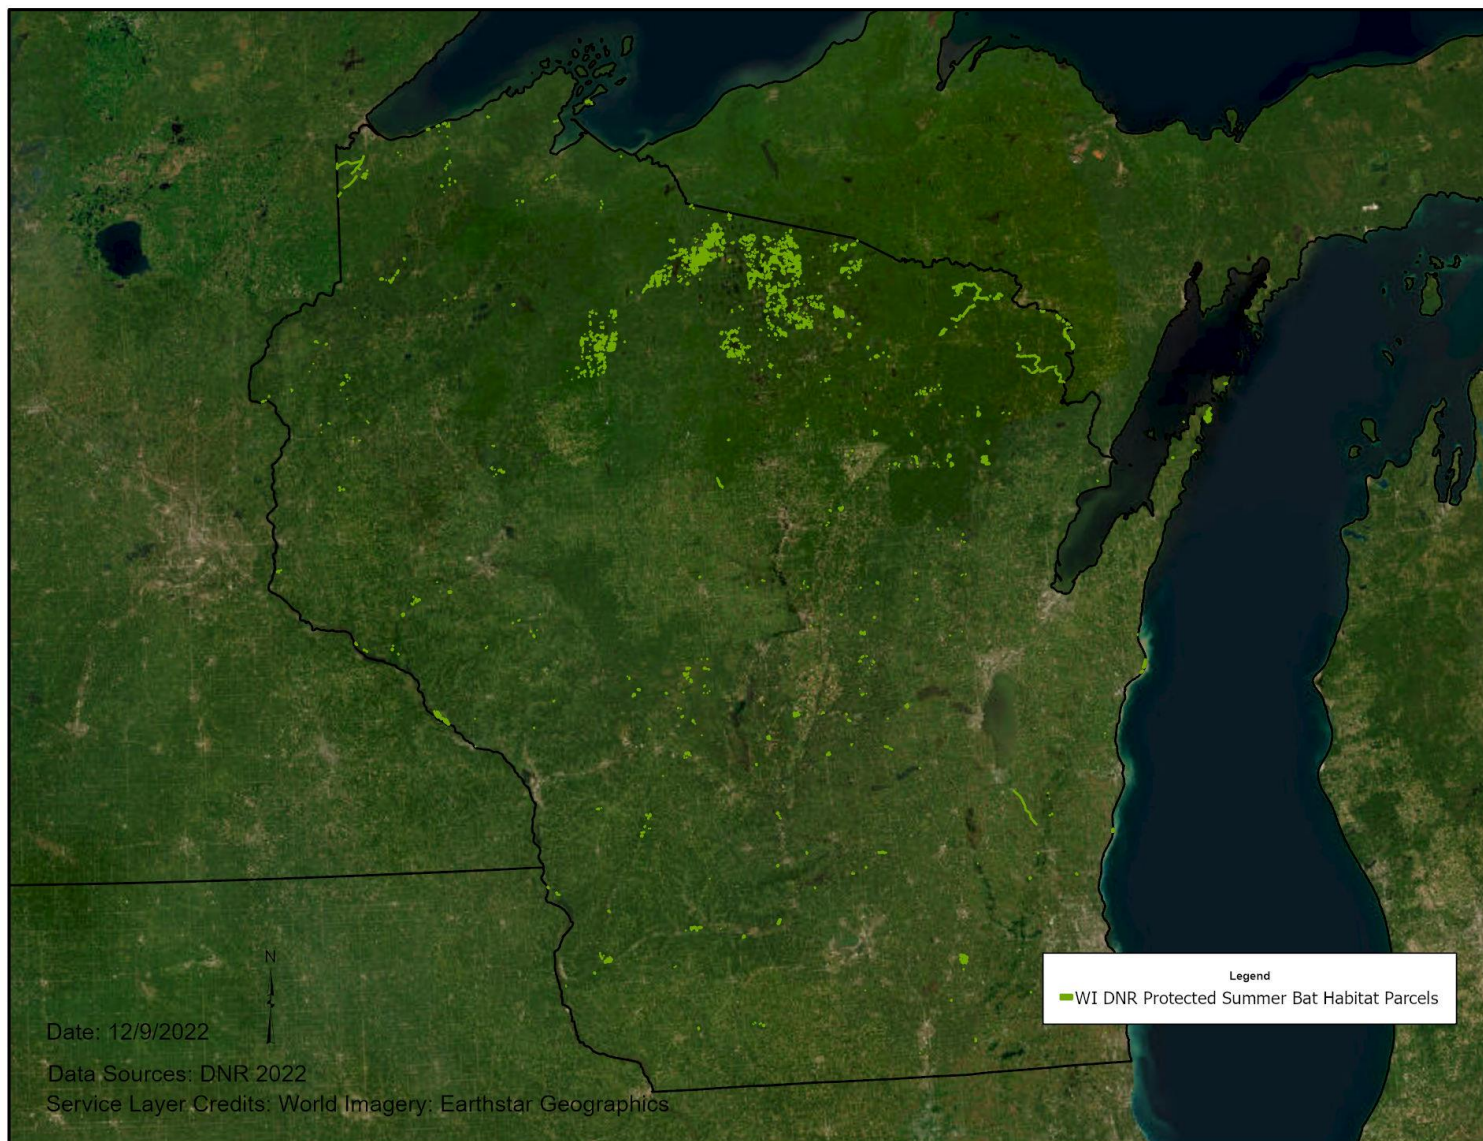 N
Legend
WI DNR Protected Summer Bat Habitat Parcels
Date: 12/9/2022
Data Sources: DNR 2022
Service Layer Credits: World Imagery: Earthstar Geographics